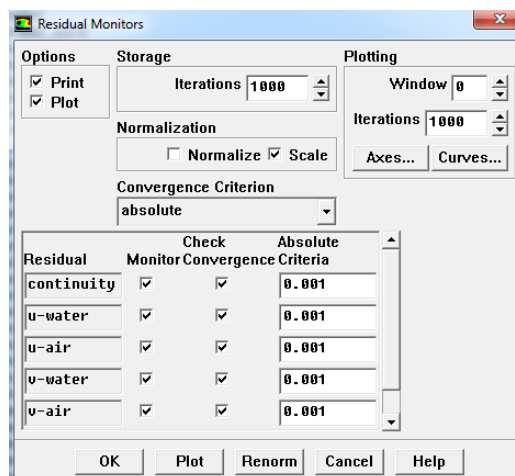 Residual Monitors
Options
Print
Plot
Storage
Iterations 1000
Normalization
Normalize Scale
Convergence Criterion
absolute
Plotting
Window 0
Iterations 1000
Axes... Curves...
Check Absolute
Residual Monitor Convergence Criteria
continuity 0.001
u-water 0.001
u-air 0.001
v-water 0.001
v-air 0.001
OK Plot Renorm Cancel Help